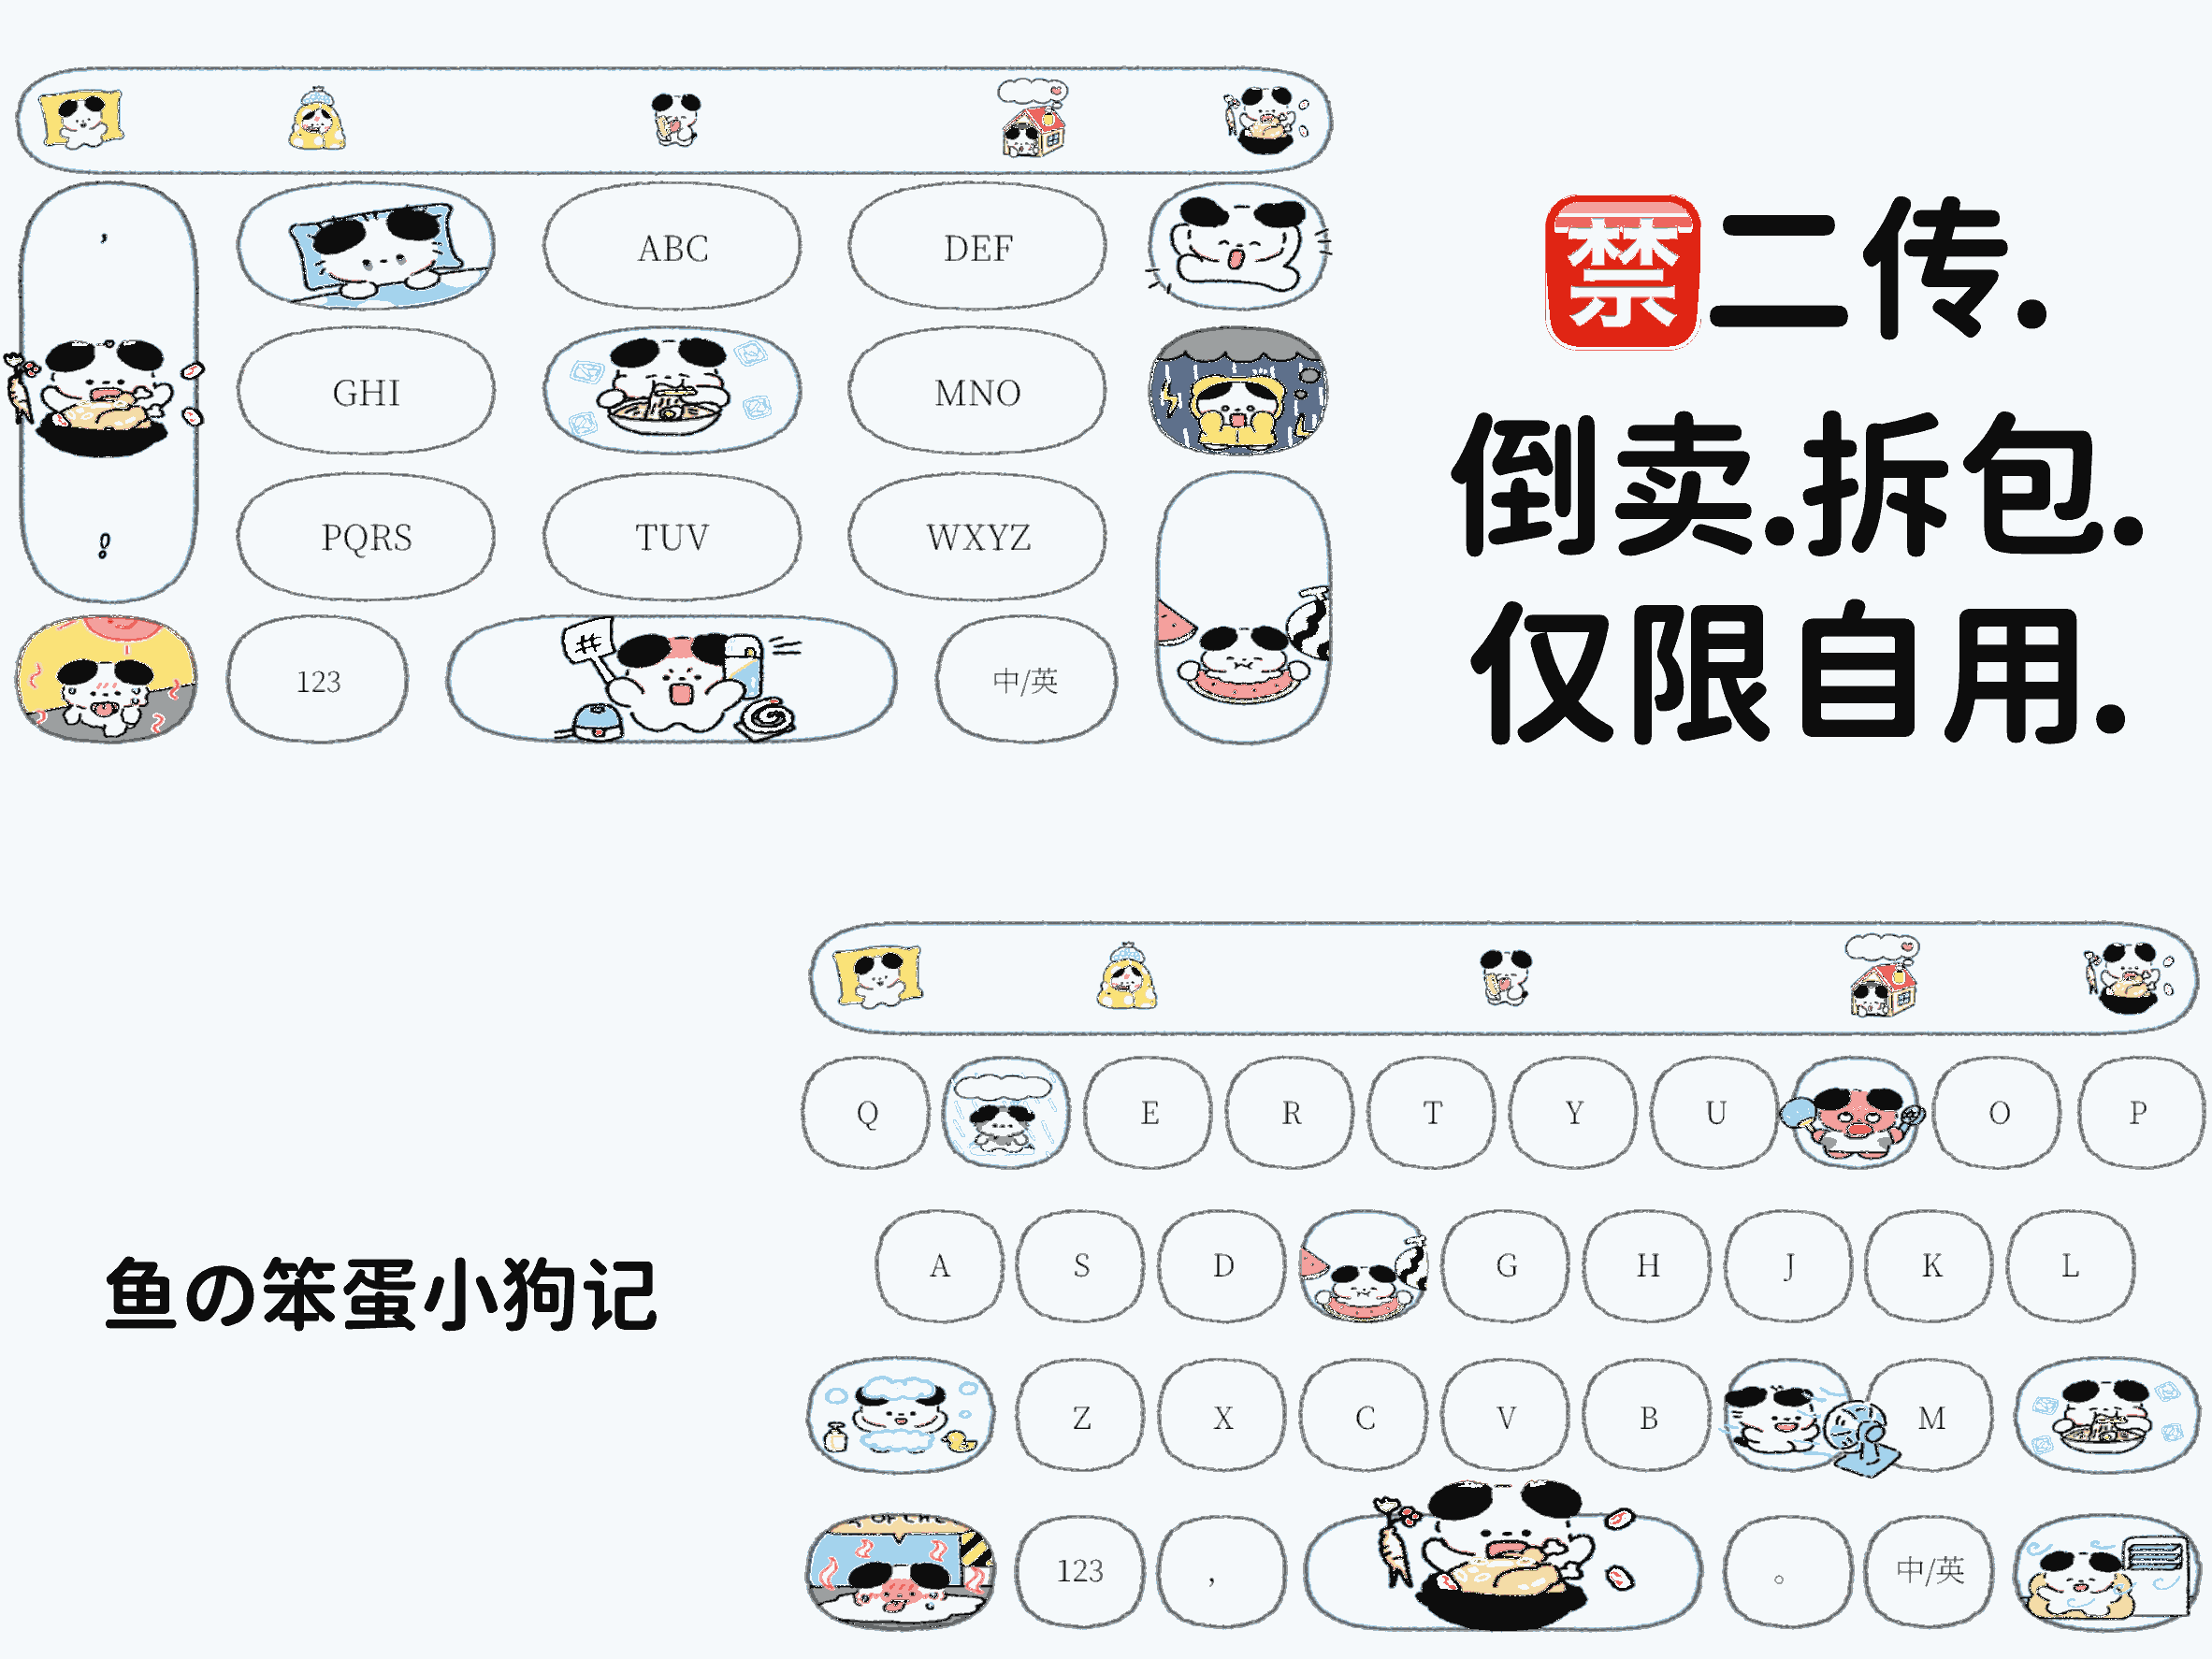 ,
ABC
DEF
GHI
MNO
PQRS
TUV
WXYZ
123
#
中/英
禁二传.
倒卖.拆包.
仅限自用.
鱼の笨蛋小狗记
Q E R T Y U O P
A S D G H J K L
Z X C V B M
123 , 。 中/英